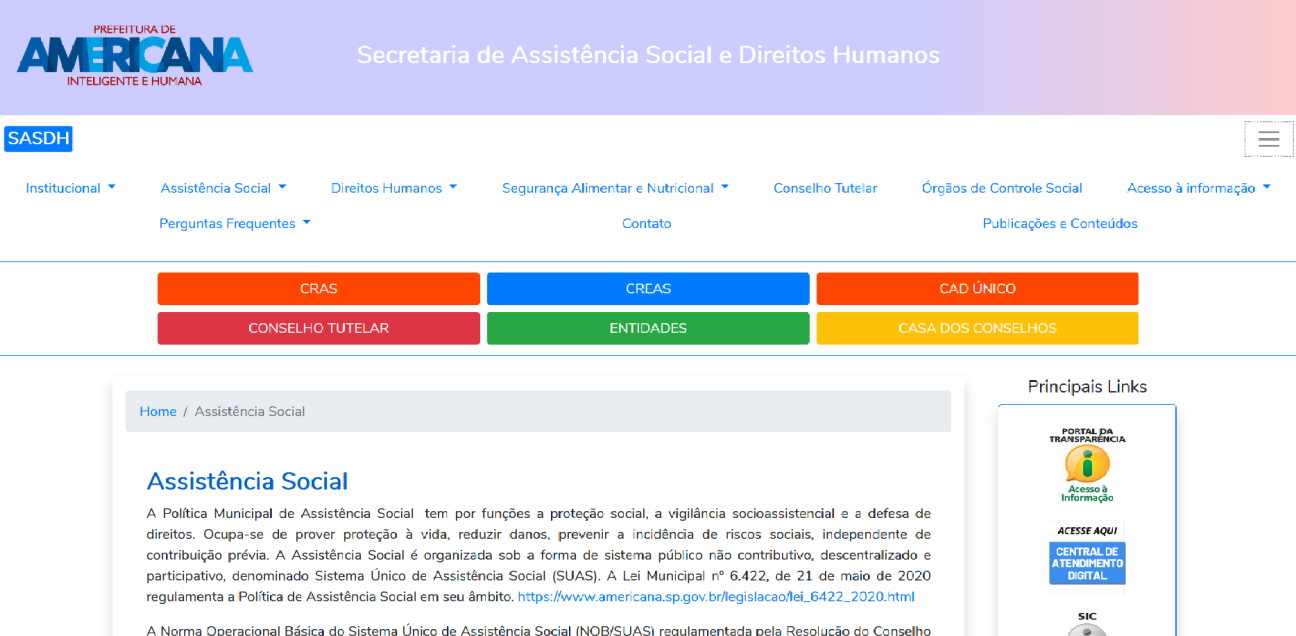 PREFEITURA DE
AMERICANA
INTELIGENTE E HUMANA
Secretaria de Assistência Social e Direitos Humanos
SASDH
Institucional Assistência Social Direitos Humanos Segurança Alimentar e Nutricional Conselho Tutelar Órgãos de Controle Social Acesso à informação
Perguntas Frequentes Contato Publicações e Conteúdos
CRAS CREAS CAD ÚNICO
CONSELHO TUTELAR ENTIDADES CASA DOS CONSELHOS
Home / Assistência Social
Assistência Social
A Política Municipal de Assistência Social tem por funções a proteção social, a vigilância socioassistencial e a defesa de
direitos. Ocupa-se de prover proteção à vida, reduzir danos, prevenir a incidência de riscos sociais, independente de
contribuição prévia. A Assistência Social é organizada sob a forma de sistema público não contributivo, descentralizado e
participativo, denominado Sistema Único de Assistência Social (SUAS). A Lei Municipal nº 6.422, de 21 de maio de 2020
regulamenta a Política de Assistência Social em seu âmbito. https://www.americana.sp.gov.br/legislacao/lei_6422_2020.html
A Norma Operacional Básica do Sistema Único de Assistência Social (NOB/SUAS) regulamentada pela Resolução do Conselho
Principais Links
PORTAL DA
TRANSPARÊNCIA
Acesso à
Informação
ACESSE AQUI
CENTRAL DE
ATENDIMENTO
DIGITAL
SIC